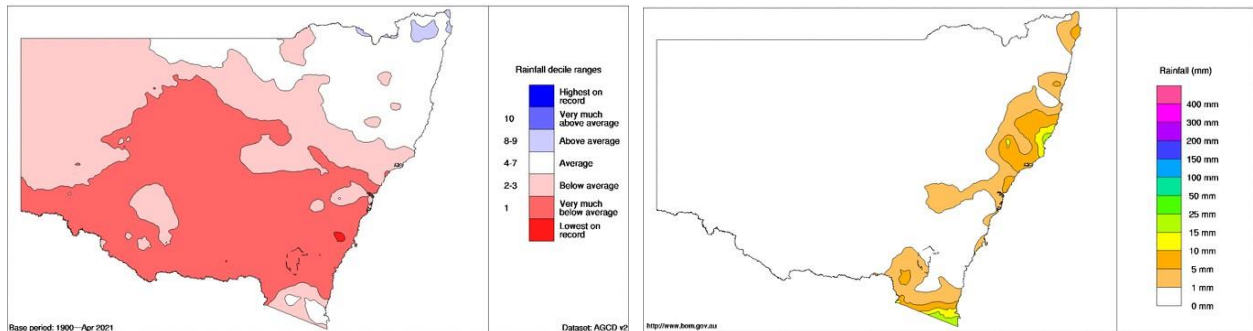 Rainfall decile ranges
Highest on
record
10 Very much
above average
8-9 Above average
4-7 Average
2-3 Below average
1 Very much
below average
Lowest on
record
Base period: 1900—Apr 2021
Dataset: AGCD v2
Rainfall (mm)
400 mm
300 mm
200 mm
150 mm
100 mm
50 mm
25 mm
15 mm
10 mm
5 mm
1 mm
0 mm
http://www.bom.gov.au